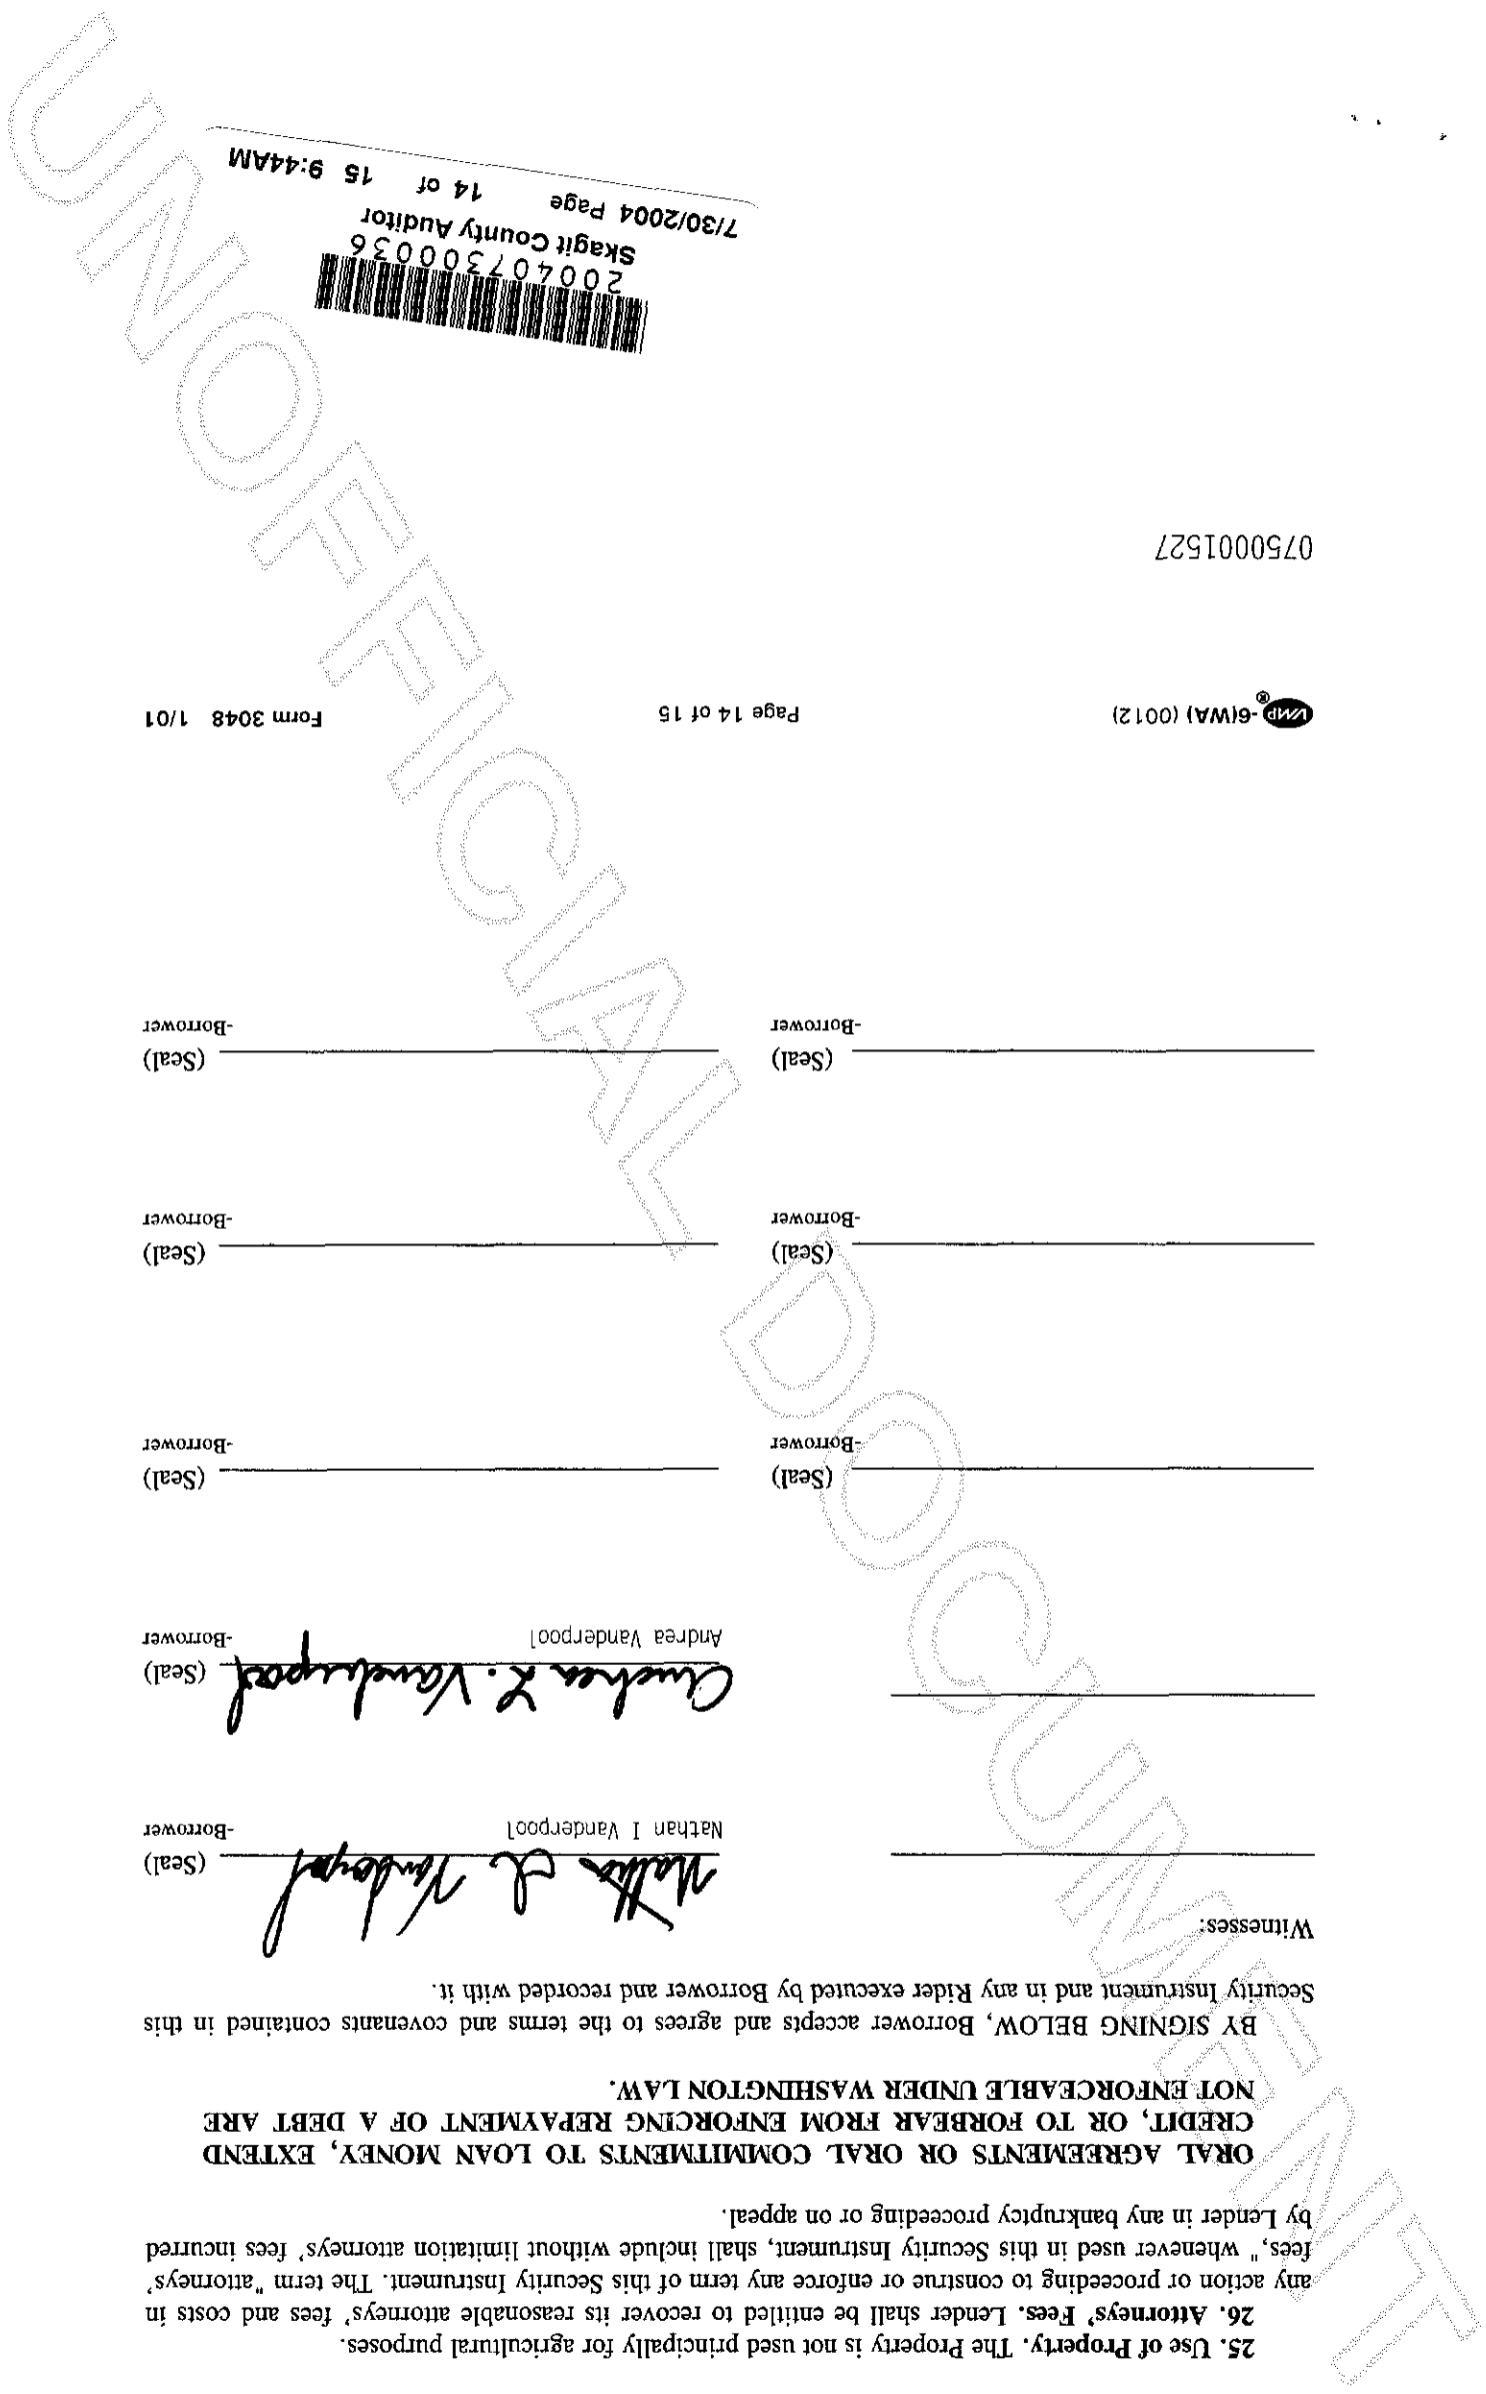 25. Use of Property. The Property is not used principally for agricultural purposes.
26. Attorneys' Fees. Lender shall be entitled to recover its reasonable attorneys' fees and costs in
any action or proceeding to construe or enforce any term of this Security Instrument. The term "attorneys'
fees," whenever used in this Security Instrument, shall include without limitation attorneys' fees incurred
by Lender in any bankruptcy proceeding or on appeal.
ORAL AGREEMENTS OR ORAL COMMITMENTS TO LOAN MONEY, EXTEND
CREDIT, OR TO FORBEAR FROM ENFORCING REPAYMENT OF A DEBT ARE
NOT ENFORCEABLE UNDER WASHINGTON LAW.
BY SIGNING BELOW, Borrower accepts and agrees to the terms and covenants contained in this
Security Instrument and in any Rider executed by Borrower and recorded with it.
Witnesses:
Nathan I Vanderpool (Seal)
Nathan I Vanderpool -Borrower
Andrea L. Vanderpool (Seal)
Andrea Vanderpool -Borrower
(Seal) (Seal)
-Borrower -Borrower
(Seal) (Seal)
-Borrower -Borrower
(Seal) (Seal)
-Borrower -Borrower
VMP®-6(WA) (0012) Page 14 of 15 Form 3048 1/01
0750001527
200407300036
Skagit County Auditor
7/30/2004 Page 14 of 15 9:44AM
UNOFFICIAL DOCUMENT